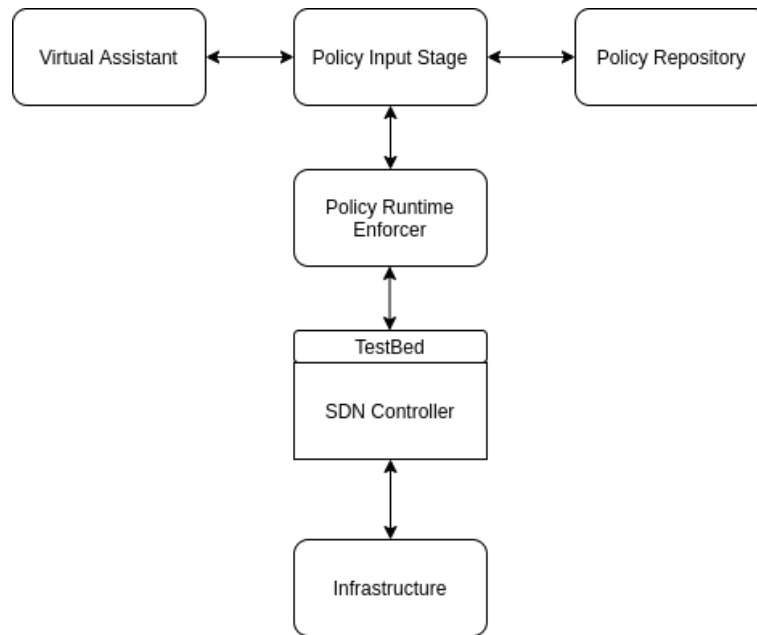 Virtual Assistant
Policy Input Stage
Policy Repository
Policy Runtime
Enforcer
TestBed
SDN Controller
Infrastructure